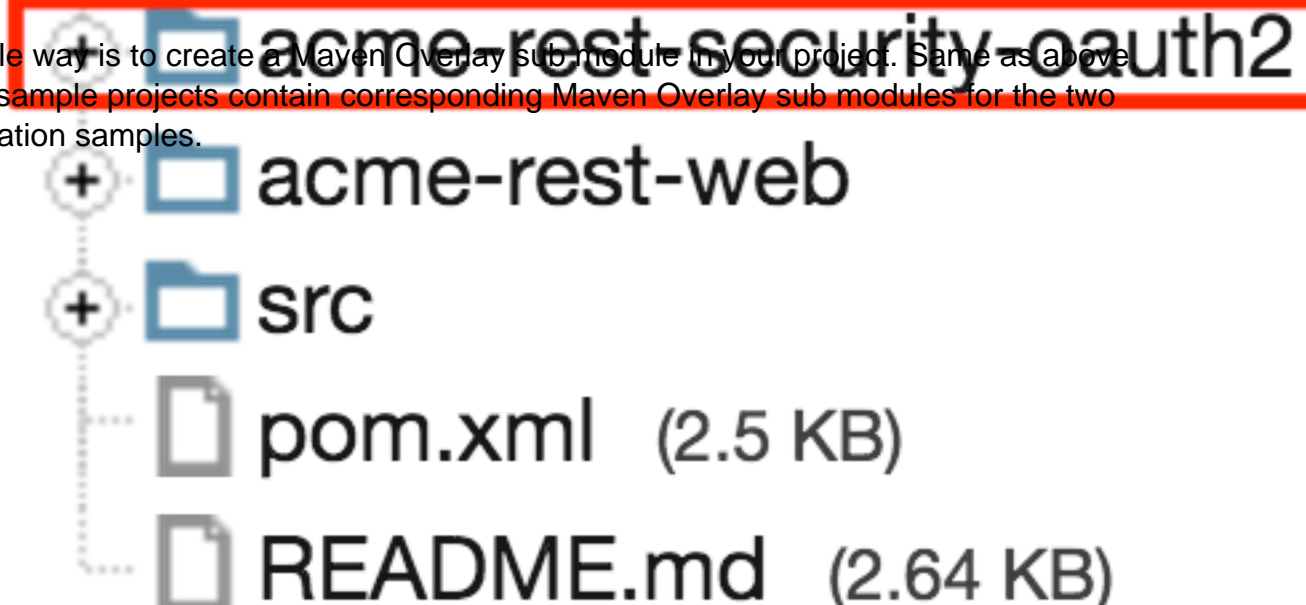 acme-rest-security-oauth2
le way is to create a Maven Overlay sub module in your project. Same as above,
sample projects contain corresponding Maven Overlay sub modules for the two
ation samples.
acme-rest-web
src
pom.xml (2.5 KB)
README.md (2.64 KB)